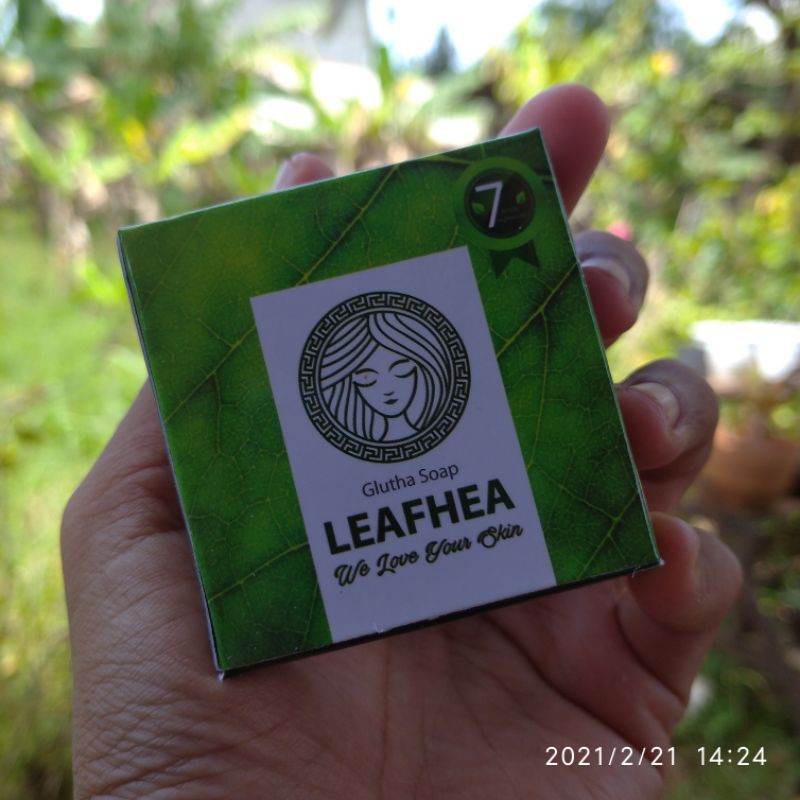 7
Glutha Soap
LEAFHEA
We Love Your Skin
2021/2/21 14:24